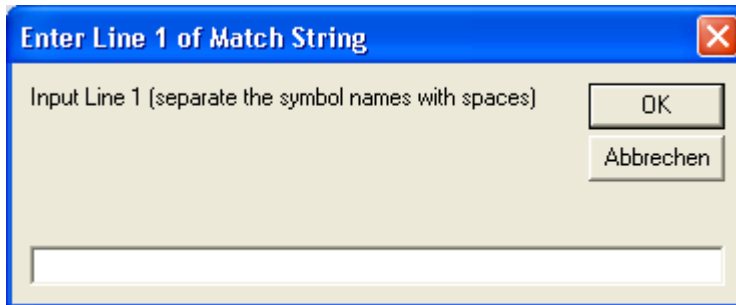 Enter Line 1 of Match String
Input Line 1 (separate the symbol names with spaces)
OK
Abbrechen